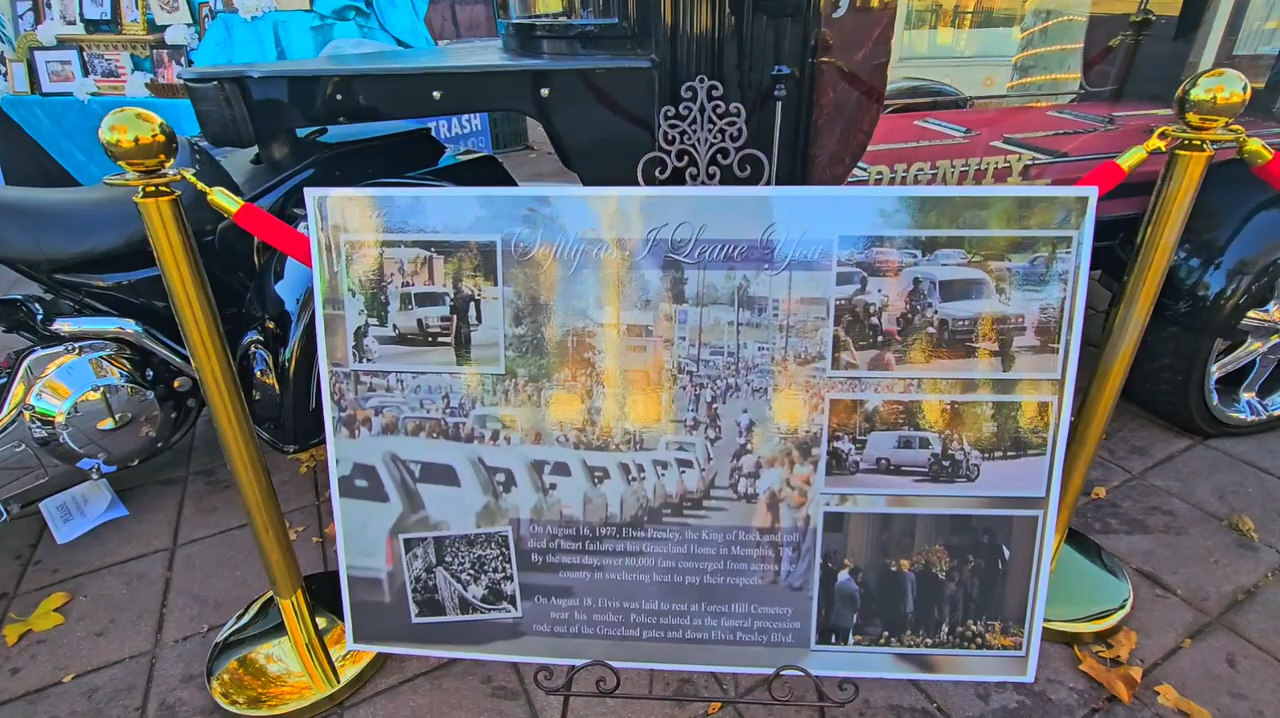 TRASH
DIGNITY
Softly as I Leave You
On August 16, 1977, Elvis Presley, the King of Rock and roll
died of heart failure at his Graceland Home in Memphis, TN.
By the next day, over 80,000 fans converged from across the
country in sweltering heat to pay their respects.
On August 18, Elvis was laid to rest at Forest Hill Cemetery
near his mother. Police saluted as the funeral procession
rode out of the Graceland gates and down Elvis Presley Blvd.
PLEASE